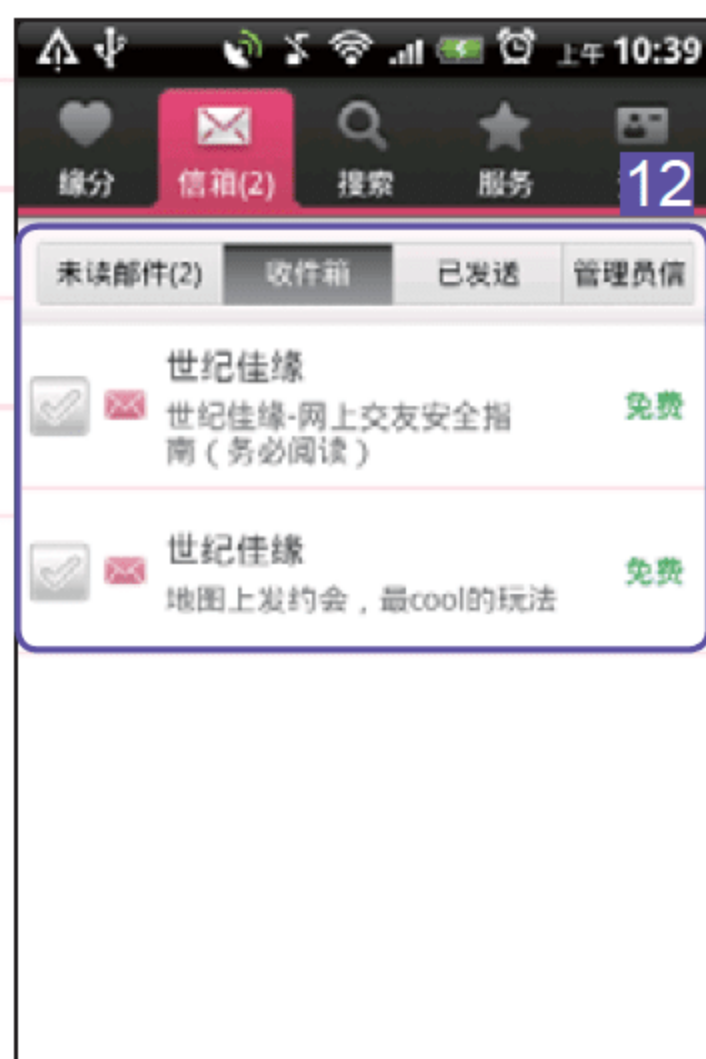 上午 10:39
缘分 信箱(2) 搜索 服务
12
未读邮件(2) 收件箱 已发送 管理员信
世纪佳缘
世纪佳缘-网上交友安全指
南（务必阅读）
免费
世纪佳缘
地图上发约会，最cool的玩法
免费